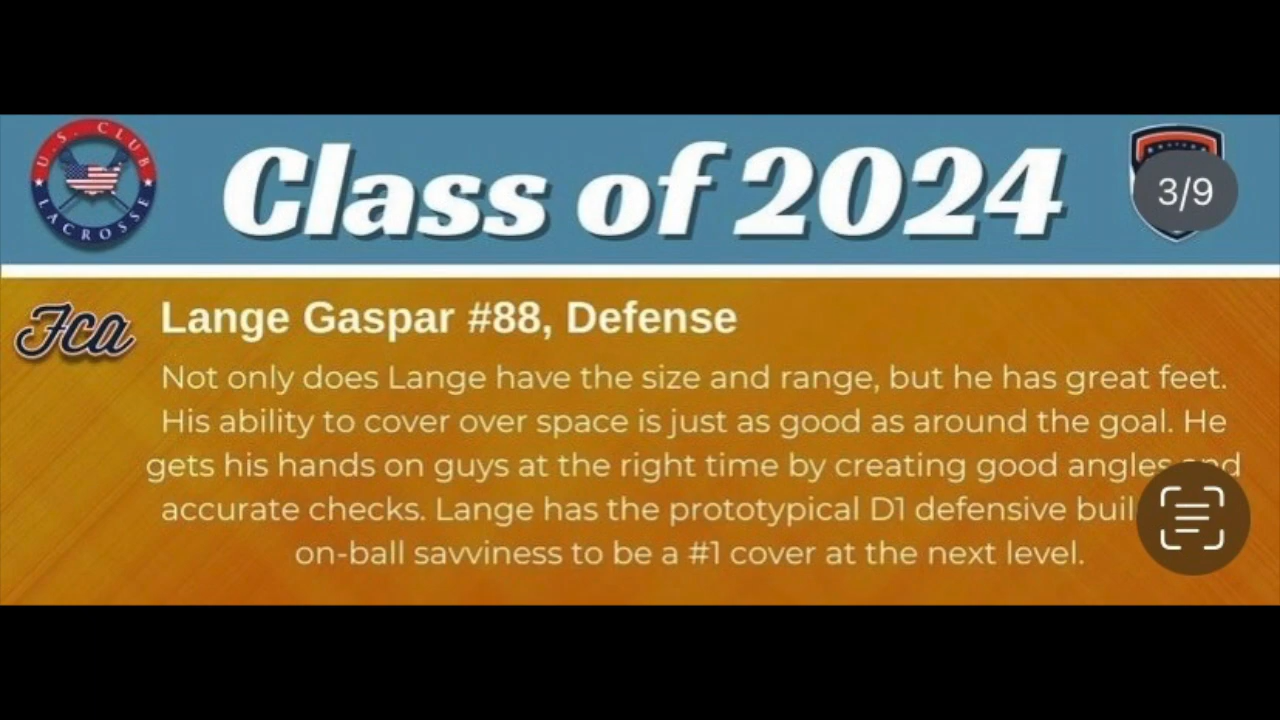 U.S. CLUB
LACROSSE
Class of 2024
3/9
Fca
Lange Gaspar #88, Defense
Not only does Lange have the size and range, but he has great feet.
His ability to cover over space is just as good as around the goal. He
gets his hands on guys at the right time by creating good angles and
accurate checks. Lange has the prototypical D1 defensive
on-ball savviness to be a #1 cover at the next level.